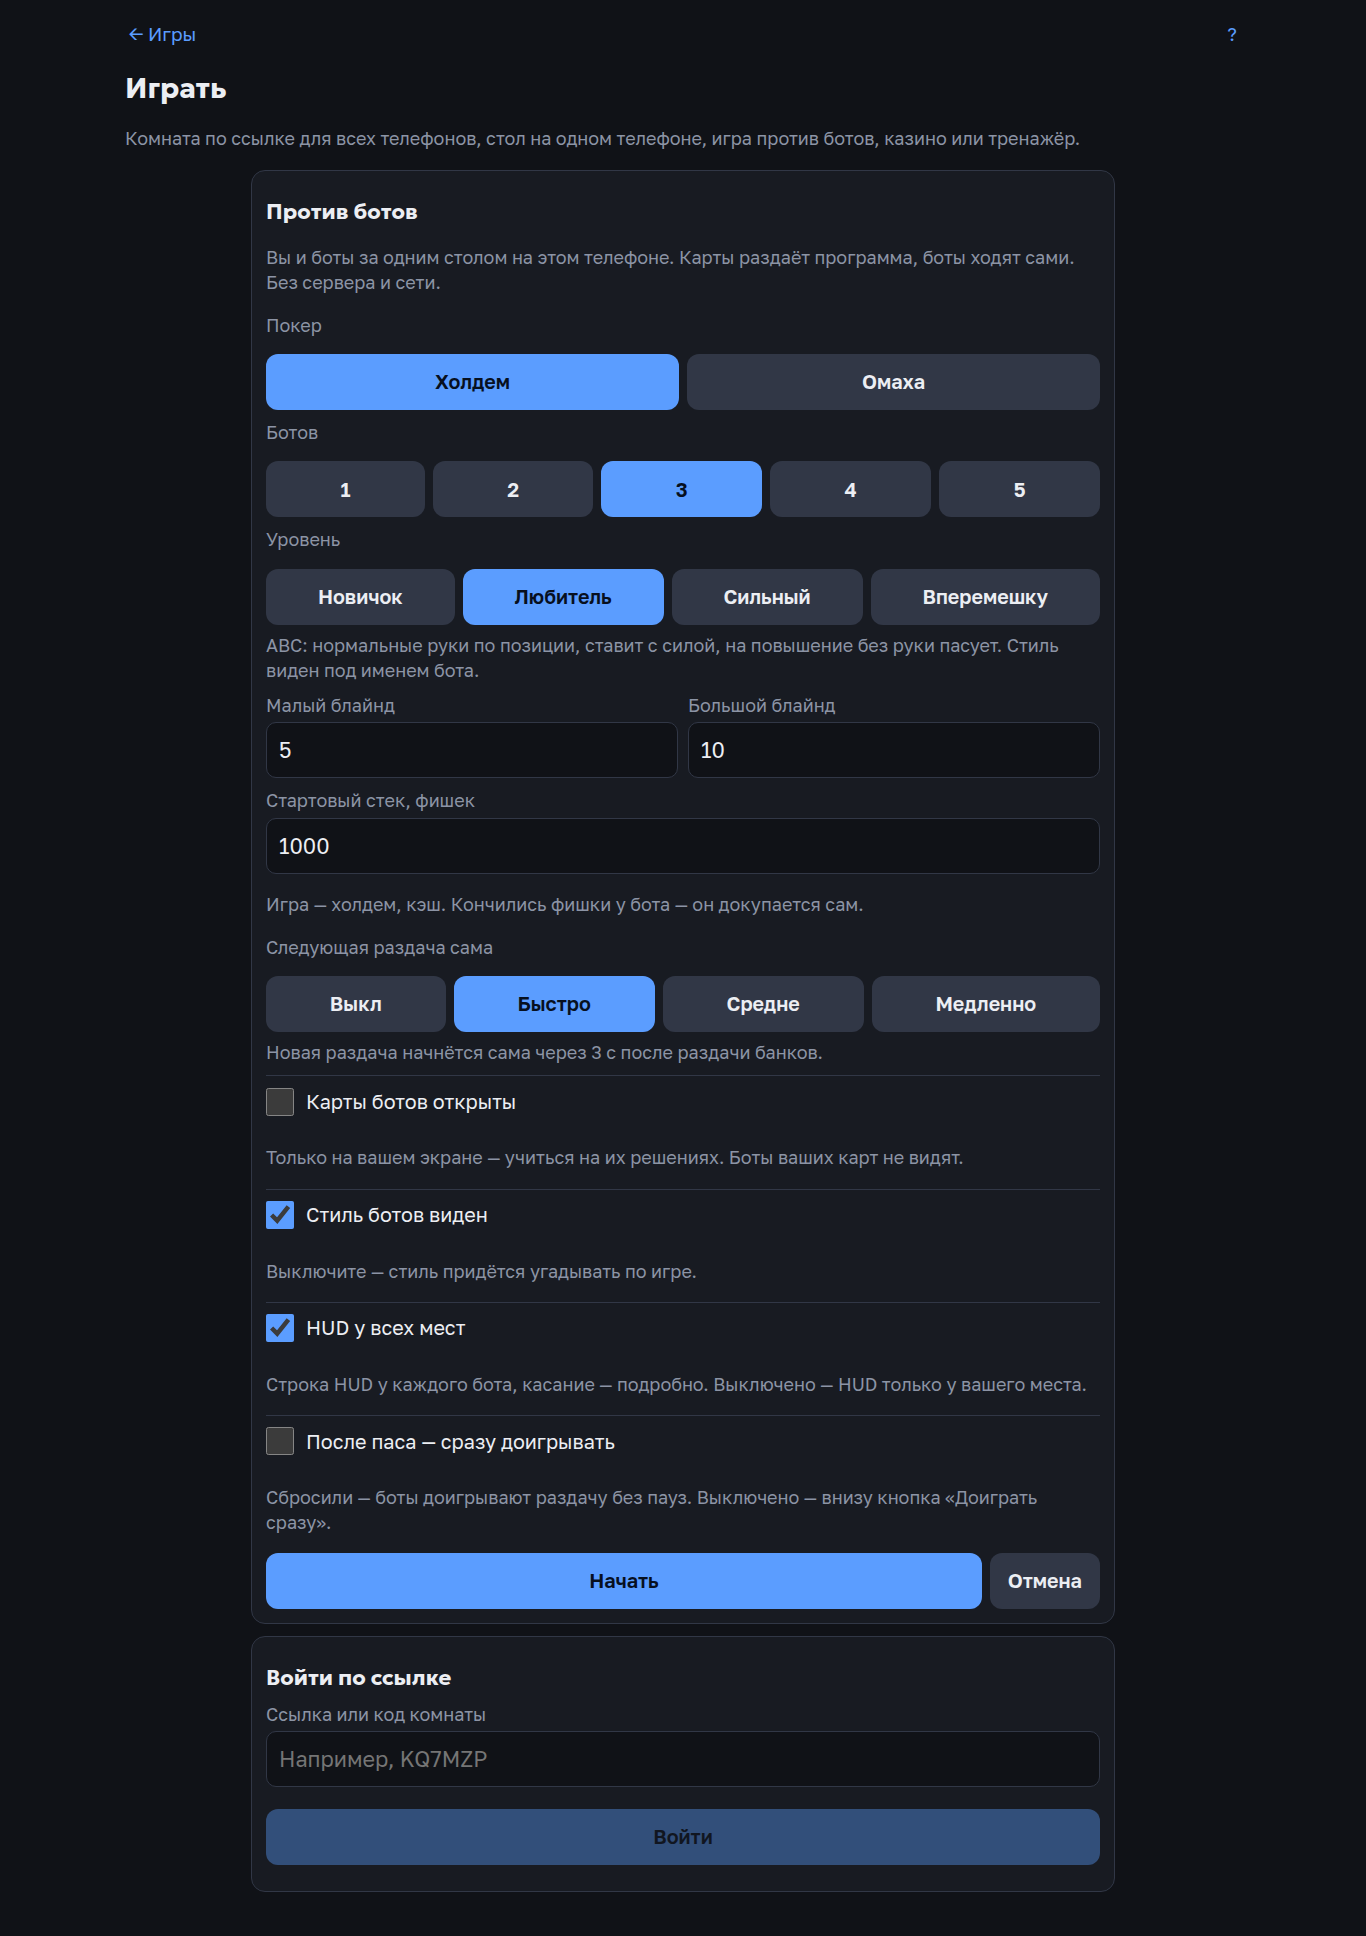 ← Игры
?
Играть
Комната по ссылке для всех телефонов, стол на одном телефоне, игра против ботов, казино или тренажёр.
Против ботов
Вы и боты за одним столом на этом телефоне. Карты раздаёт программа, боты ходят сами.
Без сервера и сети.
Покер
Холдем Омаха
Ботов
1 2 3 4 5
Уровень
Новичок Любитель Сильный Вперемешку
ABC: нормальные руки по позиции, ставит с силой, на повышение без руки пасует. Стиль
виден под именем бота.
Малый блайнд Большой блайнд
5 10
Стартовый стек, фишек
1000
Игра — холдем, кэш. Кончились фишки у бота — он докупается сам.
Следующая раздача сама
Выкл Быстро Средне Медленно
Новая раздача начнётся сама через 3 с после раздачи банков.
Карты ботов открыты
Только на вашем экране — учиться на их решениях. Боты ваших карт не видят.
Стиль ботов виден
Выключите — стиль придётся угадывать по игре.
HUD у всех мест
Строка HUD у каждого бота, касание — подробно. Выключено — HUD только у вашего места.
После паса — сразу доигрывать
Сбросили — боты доигрывают раздачу без пауз. Выключено — внизу кнопка «Доиграть
сразу».
Начать Отмена
Войти по ссылке
Ссылка или код комнаты
Например, KQ7MZP
Войти